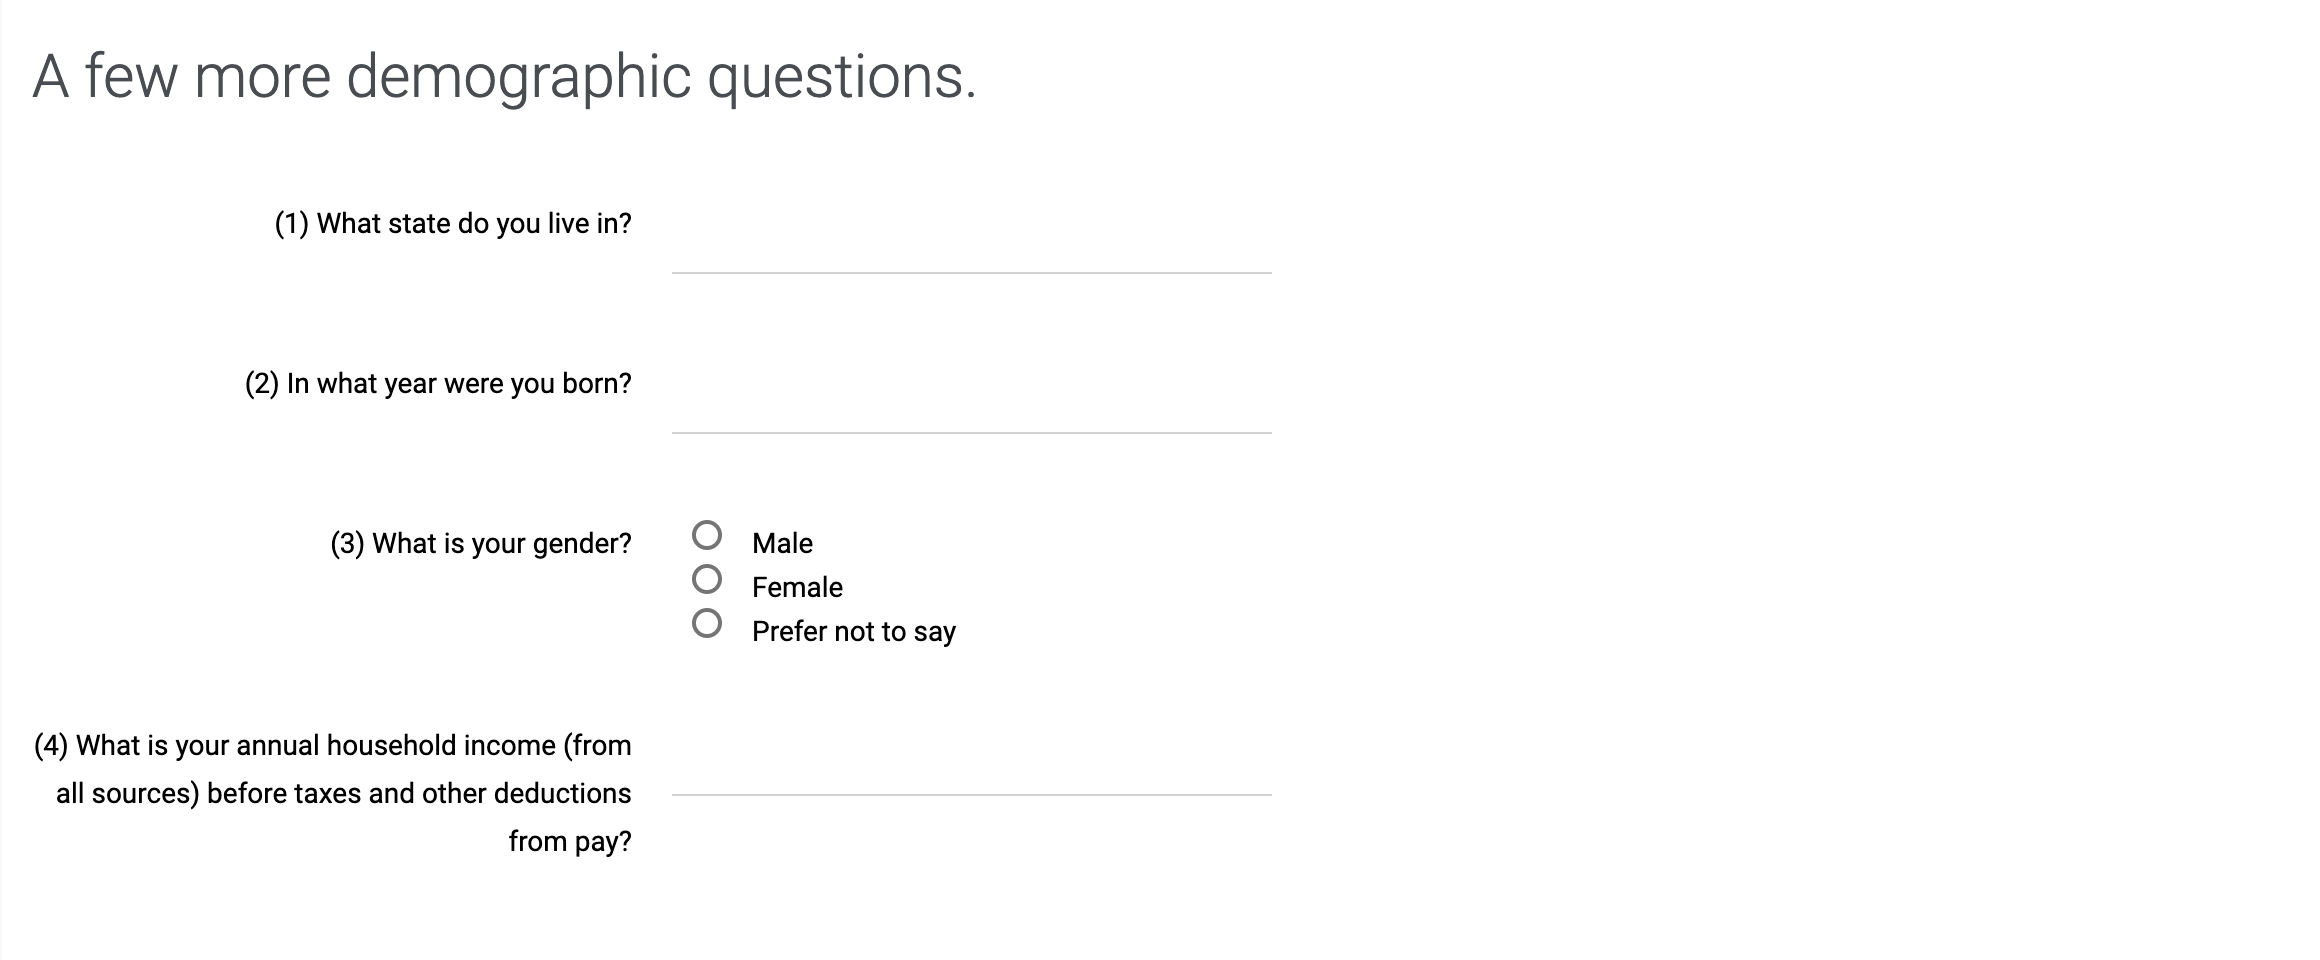 A few more demographic questions.
(1) What state do you live in?
(2) In what year were you born?
(3) What is your gender?
Male
Female
Prefer not to say
(4) What is your annual household income (from
all sources) before taxes and other deductions
from pay?